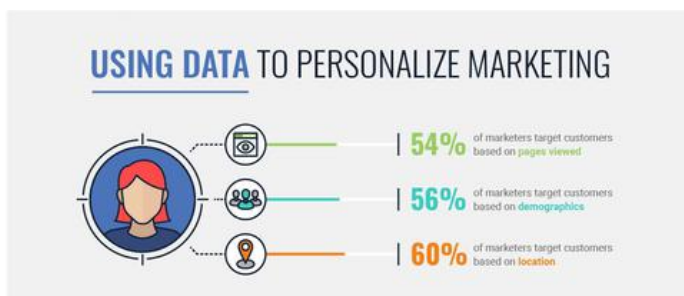 USING DATA TO PERSONALIZE MARKETING
54% of marketers target customers
based on pages viewed
56% of marketers target customers
based on demographics
60% of marketers target customers
based on location